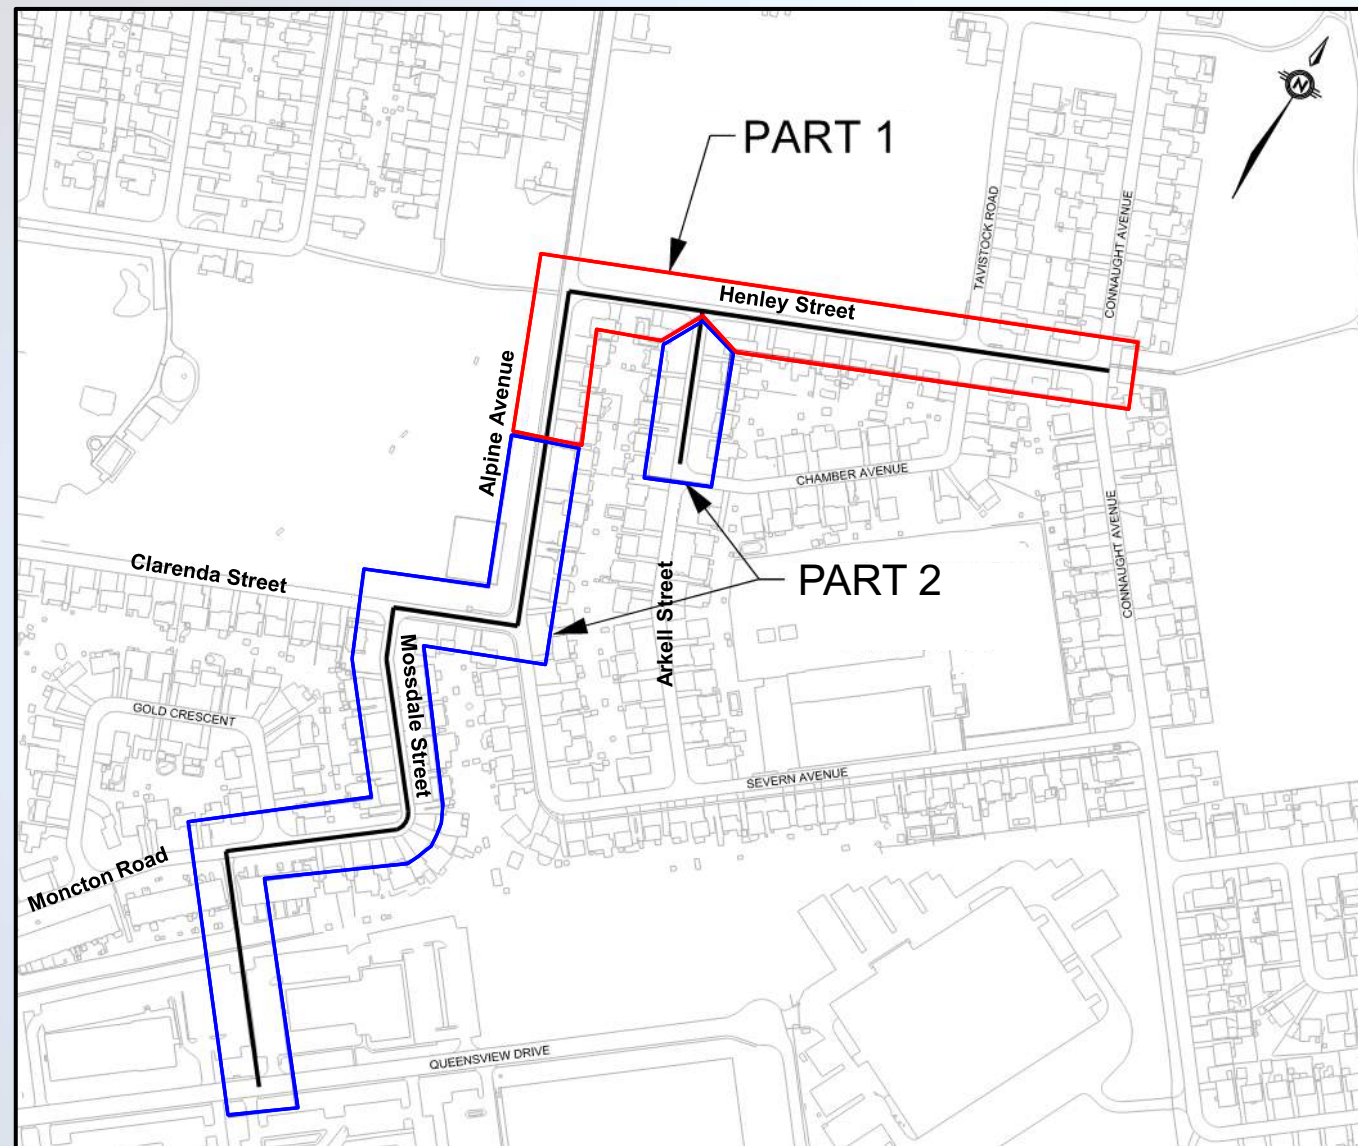 N
PART 1
TAVISTOCK ROAD
CONNAUGHT AVENUE
Henley Street
Alpine Avenue
CHAMBER AVENUE
CONNAUGHT AVENUE
Clarenda Street
PART 2
Arkell Street
Mossdale Street
GOLD CRESCENT
SEVERN AVENUE
Moncton Road
QUEENSVIEW DRIVE